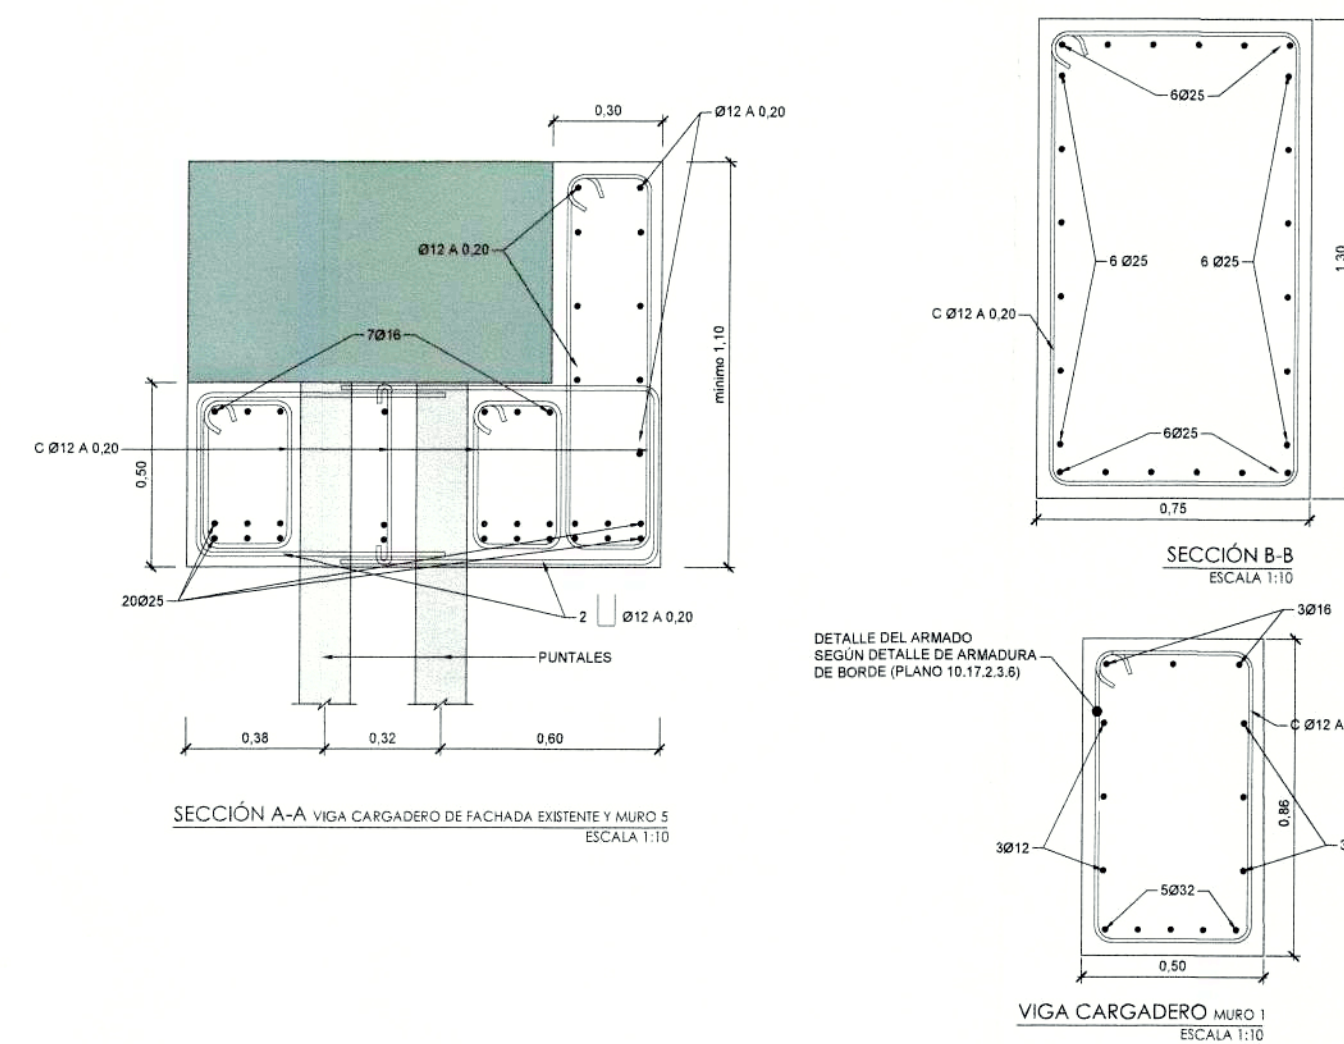 0,30
Ø12 A 0,20
Ø12 A 0,20
7Ø16
mínimo 1,10
C Ø12 A 0,20
0,50
20Ø25
2 Ø12 A 0,20
PUNTALES
0,38
0,32
0,60
SECCIÓN A-A VIGA CARGADERO DE FACHADA EXISTENTE Y MURO 5
ESCALA 1:10
6Ø25
6 Ø25
6 Ø25
C Ø12 A 0,20
1,30
6Ø25
0,75
SECCIÓN B-B
ESCALA 1:10
3Ø16
DETALLE DEL ARMADO
SEGÚN DETALLE DE ARMADURA
DE BORDE (PLANO 10.17.2.3.6)
C Ø12 A
0,86
3Ø12
3
5Ø32
0,50
VIGA CARGADERO MURO 1
ESCALA 1:10